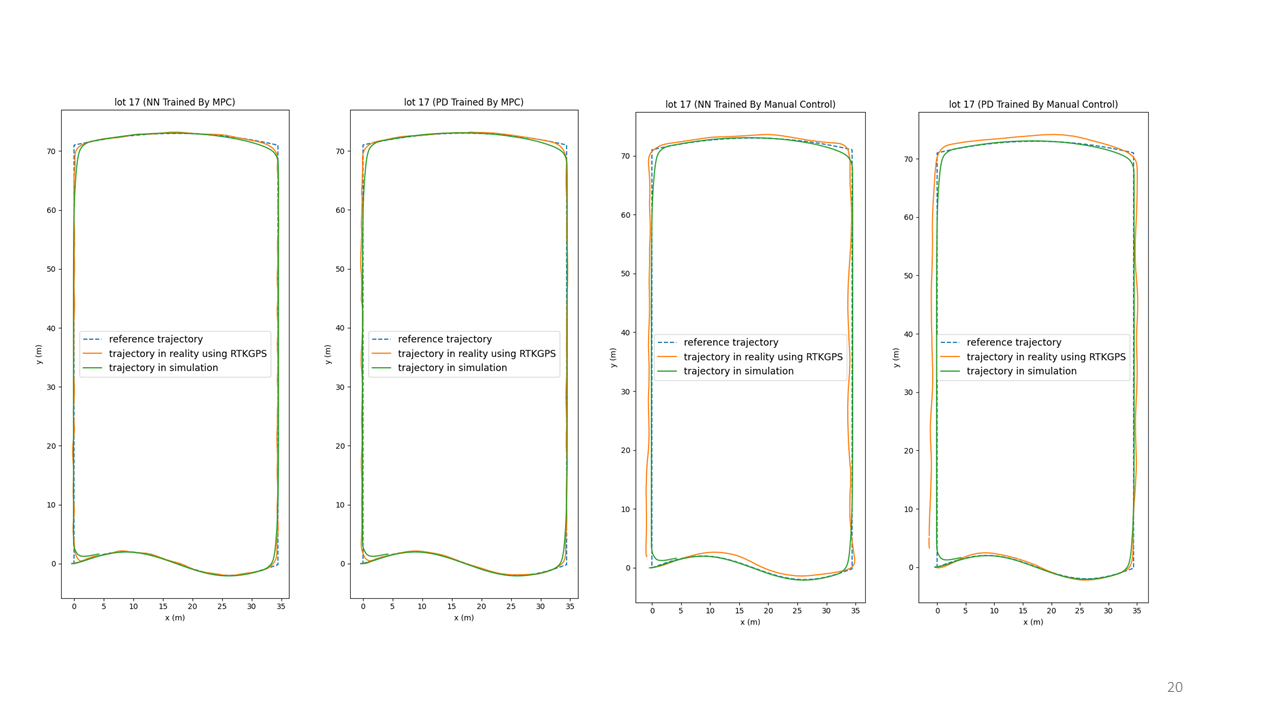 lot 17 (NN Trained By MPC)
70
60
50
40
30
20
10
0
y (m)
reference trajectory
trajectory in reality using RTKGPS
trajectory in simulation
0 5 10 15 20 25 30 35
x (m)
lot 17 (PD Trained By MPC)
70
60
50
40
30
20
10
0
y (m)
reference trajectory
trajectory in reality using RTKGPS
trajectory in simulation
0 5 10 15 20 25 30 35
x (m)
lot 17 (NN Trained By Manual Control)
70
60
50
40
30
20
10
0
y (m)
reference trajectory
trajectory in reality using RTKGPS
trajectory in simulation
0 5 10 15 20 25 30 35
x (m)
lot 17 (PD Trained By Manual Control)
70
60
50
40
30
20
10
0
y (m)
reference trajectory
trajectory in reality using RTKGPS
trajectory in simulation
0 5 10 15 20 25 30 35
x (m)
20